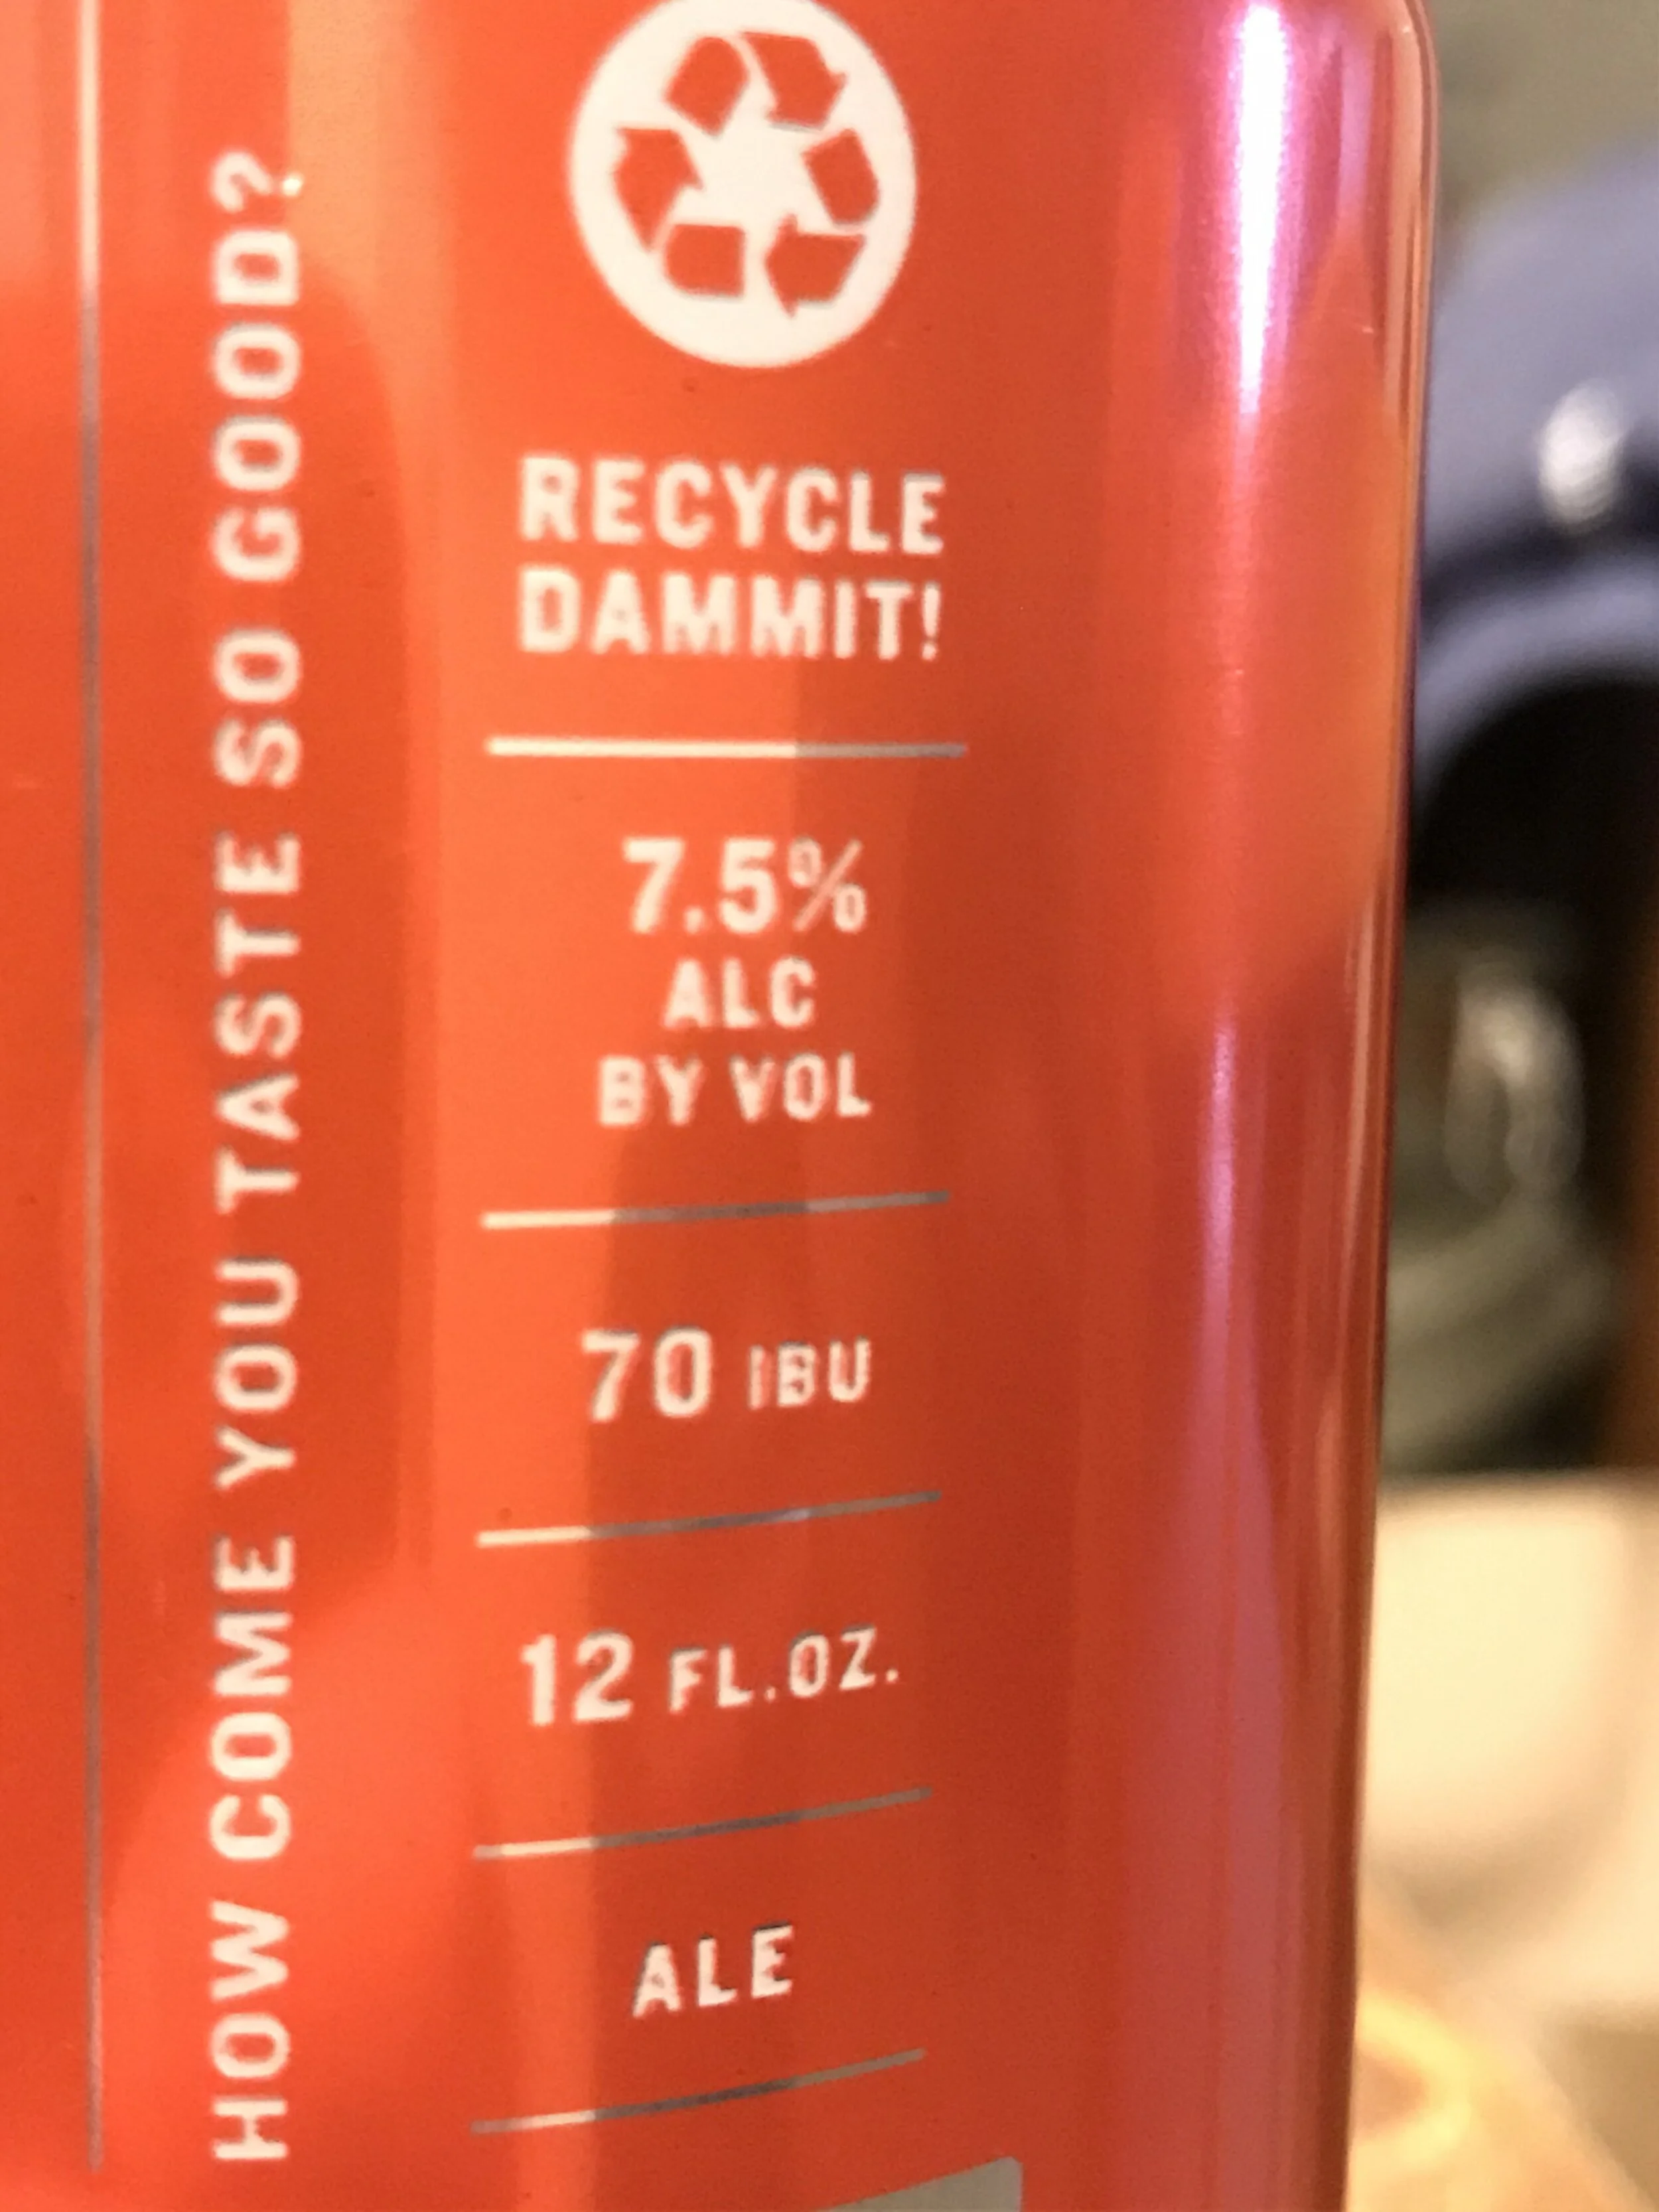 HOW COME YOU TASTE SO GOOD?
RECYCLE
DAMMIT!
7.5%
ALC
BY VOL
70 IBU
12 FL.OZ.
ALE